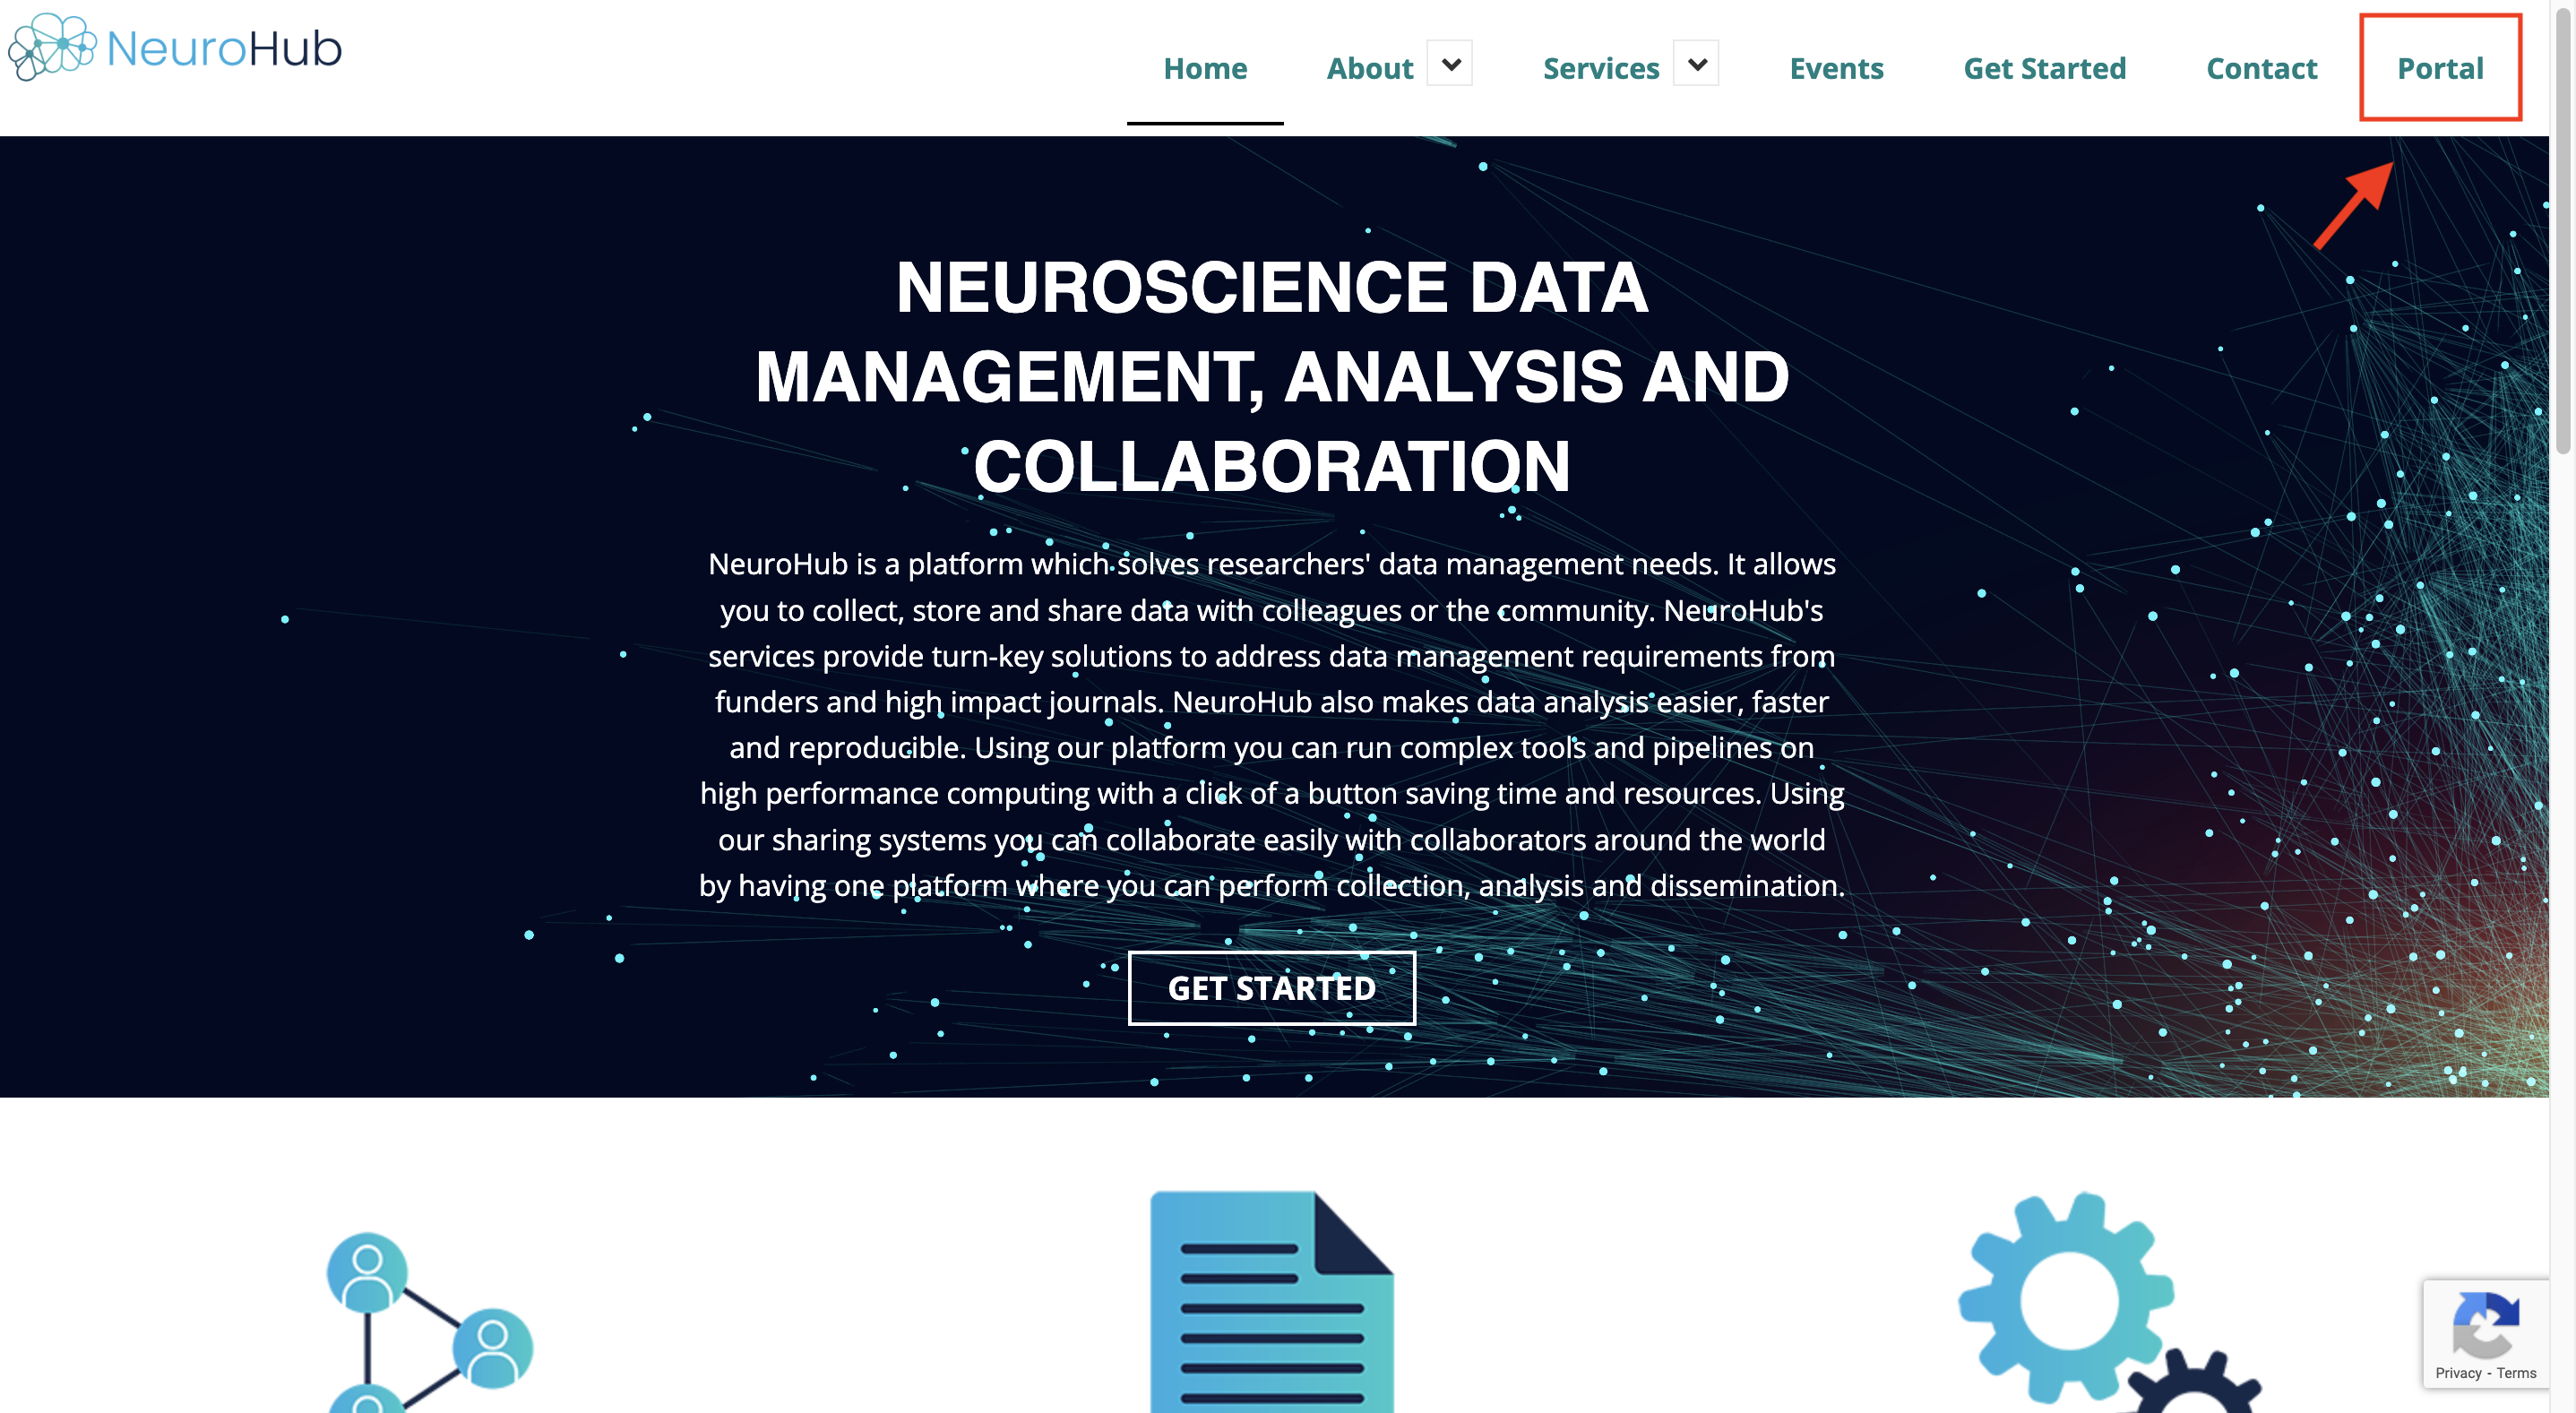 NeuroHub
Home About Services Events Get Started Contact Portal
NEUROSCIENCE DATA
MANAGEMENT, ANALYSIS AND
COLLABORATION
NeuroHub is a platform which solves researchers' data management needs. It allows
you to collect, store and share data with colleagues or the community. NeuroHub's
services provide turn-key solutions to address data management requirements from
funders and high impact journals. NeuroHub also makes data analysis easier, faster
and reproducible. Using our platform you can run complex tools and pipelines on
high performance computing with a click of a button saving time and resources. Using
our sharing systems you can collaborate easily with collaborators around the world
by having one platform where you can perform collection, analysis and dissemination.
GET STARTED
Privacy - Terms